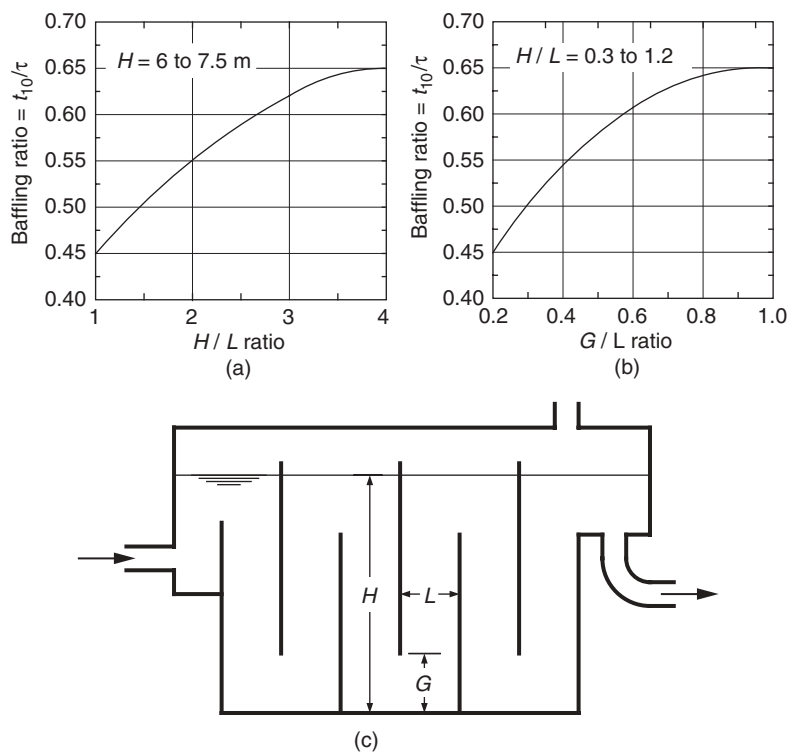 Baffling ratio = t10/τ
0.70
0.65
0.60
0.55
0.50
0.45
0.40
H = 6 to 7.5 m
1 2 3 4
H / L ratio
(a)
Baffling ratio = t10/τ
0.70
0.65
0.60
0.55
0.50
0.45
0.40
H / L = 0.3 to 1.2
0.2 0.4 0.6 0.8 1.0
G / L ratio
(b)
H
L
G
(c)